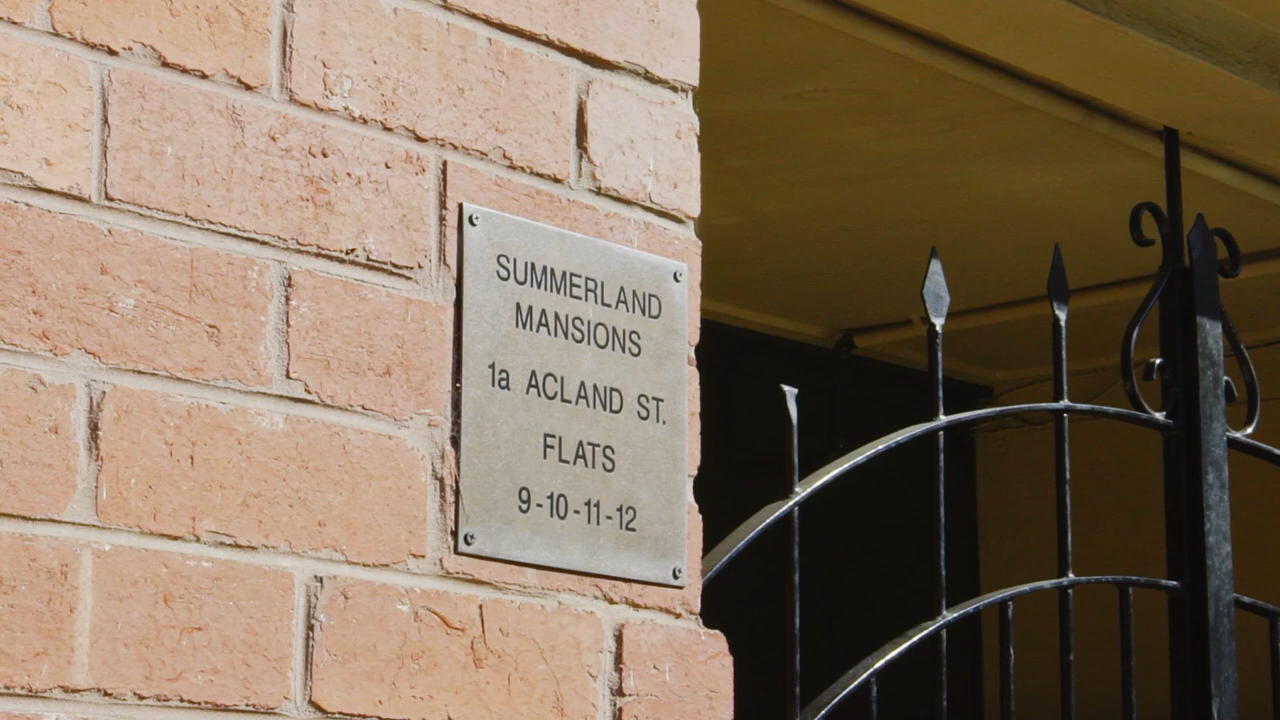 SUMMERLAND
MANSIONS
1a ACLAND ST.
FLATS
9-10-11-12